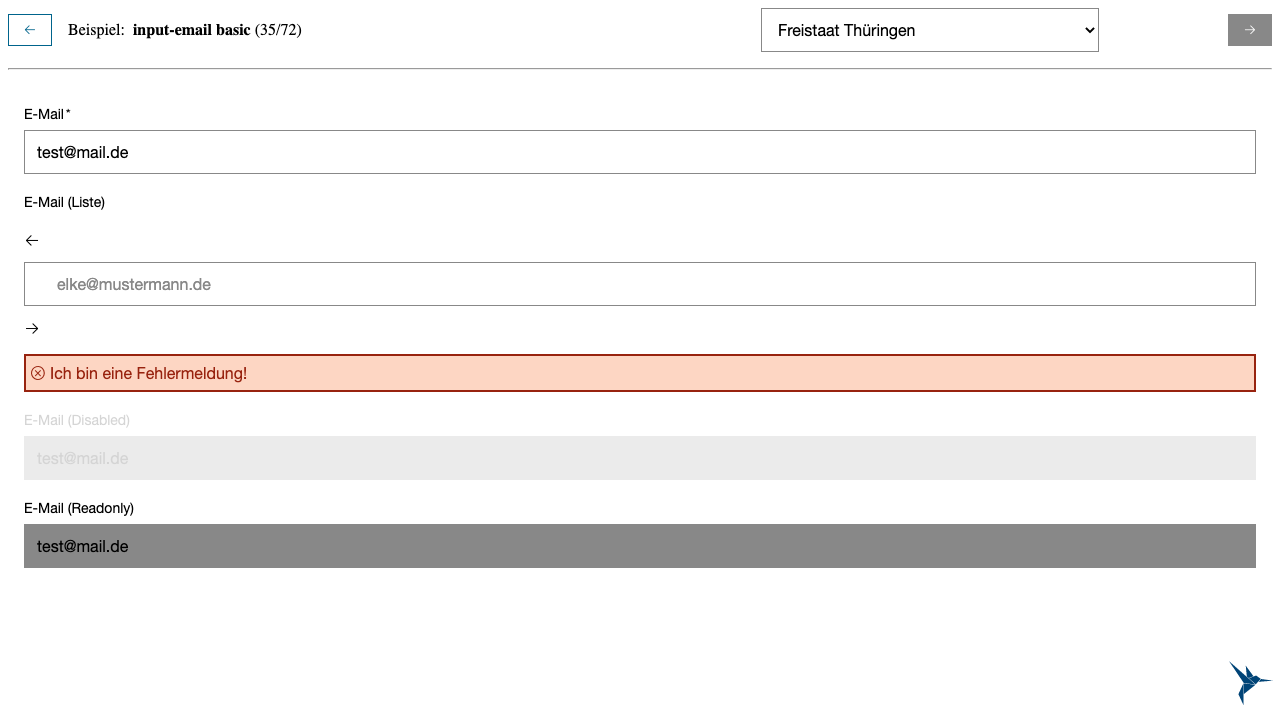 ← Beispiel: input-email basic (35/72) Freistaat Thüringen →
E-Mail*
test@mail.de
E-Mail (Liste)
←
elke@mustermann.de
→
Ich bin eine Fehlermeldung!
E-Mail (Disabled)
test@mail.de
E-Mail (Readonly)
test@mail.de